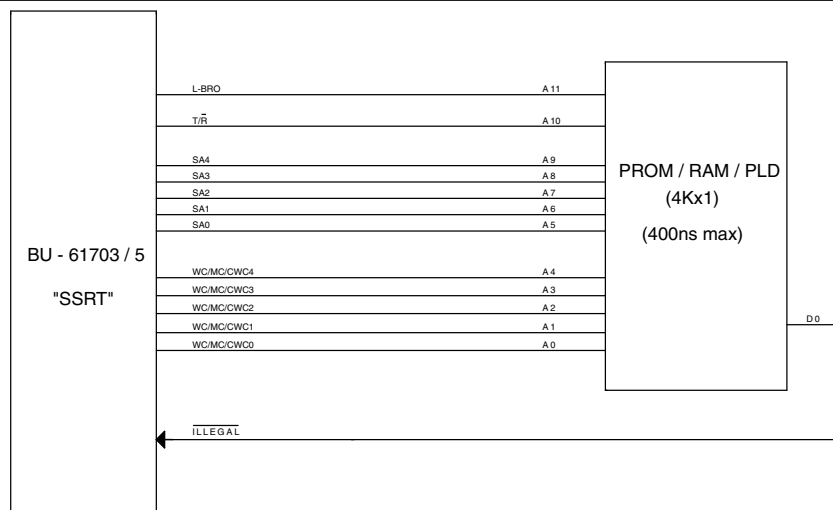 L-BRO A 11
T/R̅ A 10
SA4 A 9
SA3 A 8
SA2 A 7
SA1 A 6
SA0 A 5
PROM / RAM / PLD
(4Kx1)
(400ns max)
BU - 61703 / 5
"SSRT"
WC/MC/CWC4 A 4
WC/MC/CWC3 A 3
WC/MC/CWC2 A 2
WC/MC/CWC1 A 1
WC/MC/CWC0 A 0
D 0
ILLEGAL